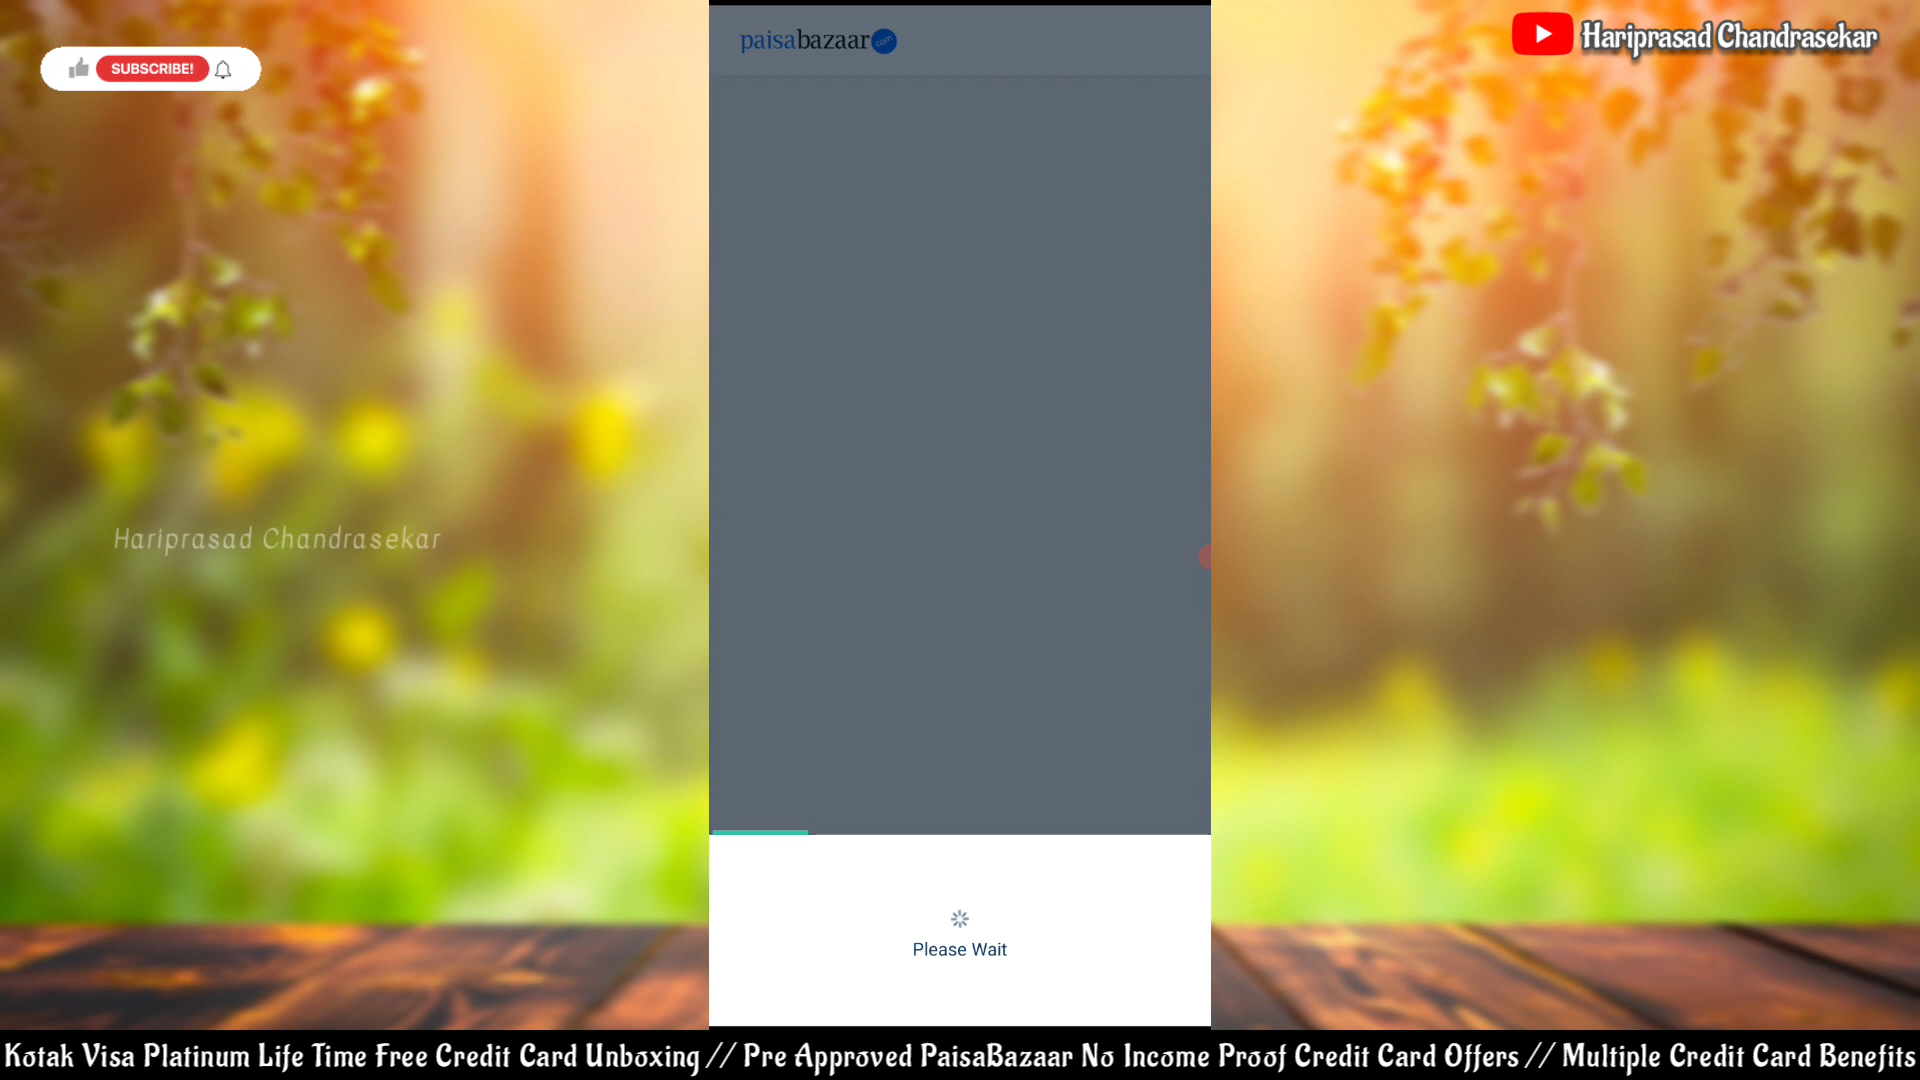 paisabazaar.com
Hariprasad Chandrasekar
SUBSCRIBE!
Hariprasad Chandrasekar
Please Wait
Kotak Visa Platinum Life Time Free Credit Card Unboxing // Pre Approved PaisaBazaar No Income Proof Credit Card Offers // Multiple Credit Card Benefits